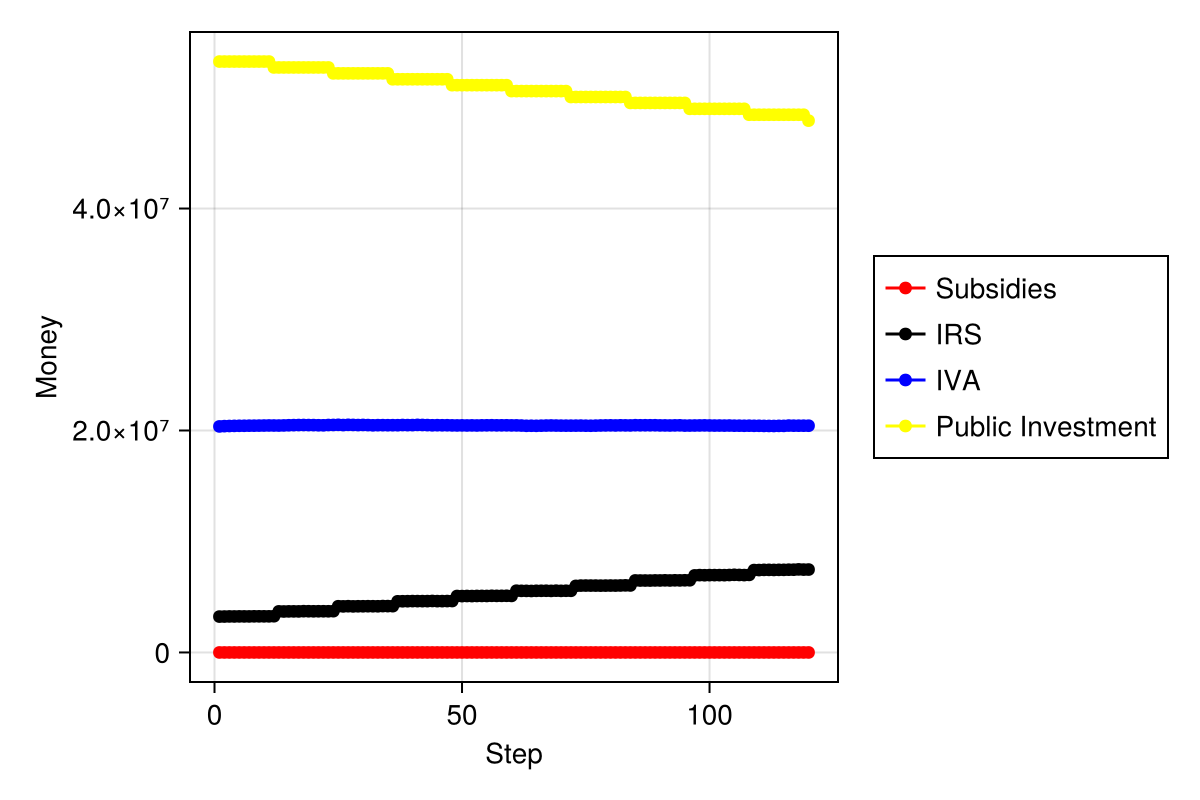 4.0×10⁷
2.0×10⁷
0
Money
0 50 100
Step
Subsidies
IRS
IVA
Public Investment